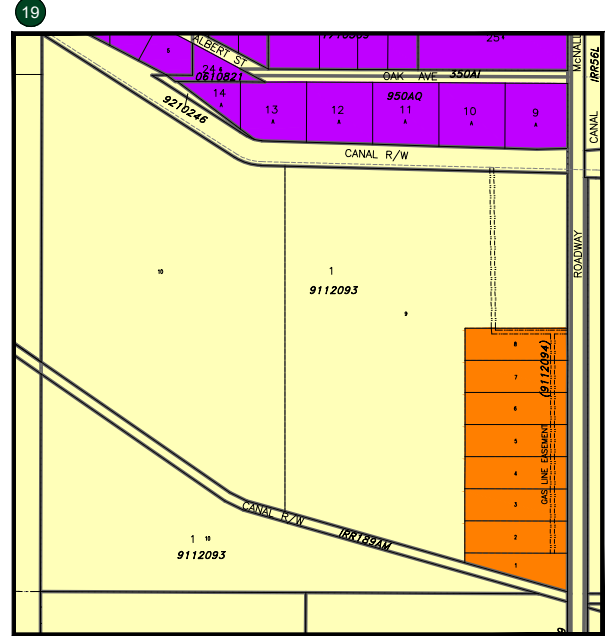 19
ALBERT ST
25
McNALL
IRR56L
24
0510821
OAK AVE
350AI
9210246
14
A
950AQ
13
A
12
A
11
A
10
A
9
A
CANAL
CANAL R/W
ROADWAY
10
1
9112093
9
8
(9112094)
7
6
5
GAS LINE EASEMENT
4
3
2
1
CANAL R/W
IRR189AM
1 10
9112093